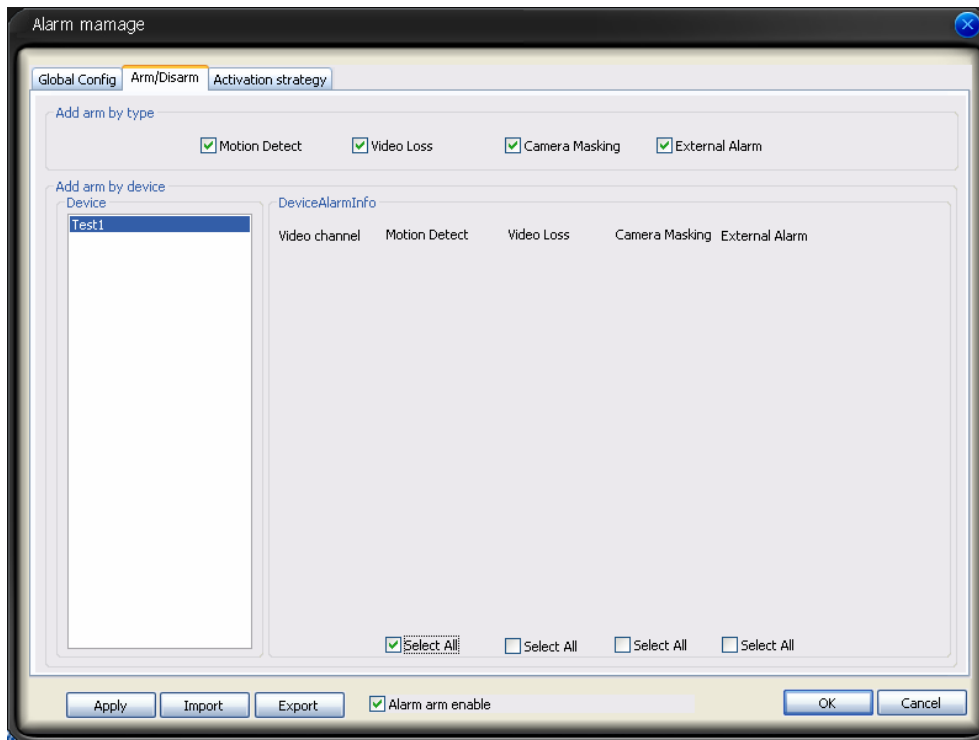 Alarm mamage
Global Config Arm/Disarm Activation strategy
Add arm by type
Motion Detect Video Loss Camera Masking External Alarm
Add arm by device
Device DeviceAlarmInfo
Test1
Video channel Motion Detect Video Loss Camera Masking External Alarm
Select All Select All Select All Select All
Apply Import Export Alarm arm enable OK Cancel